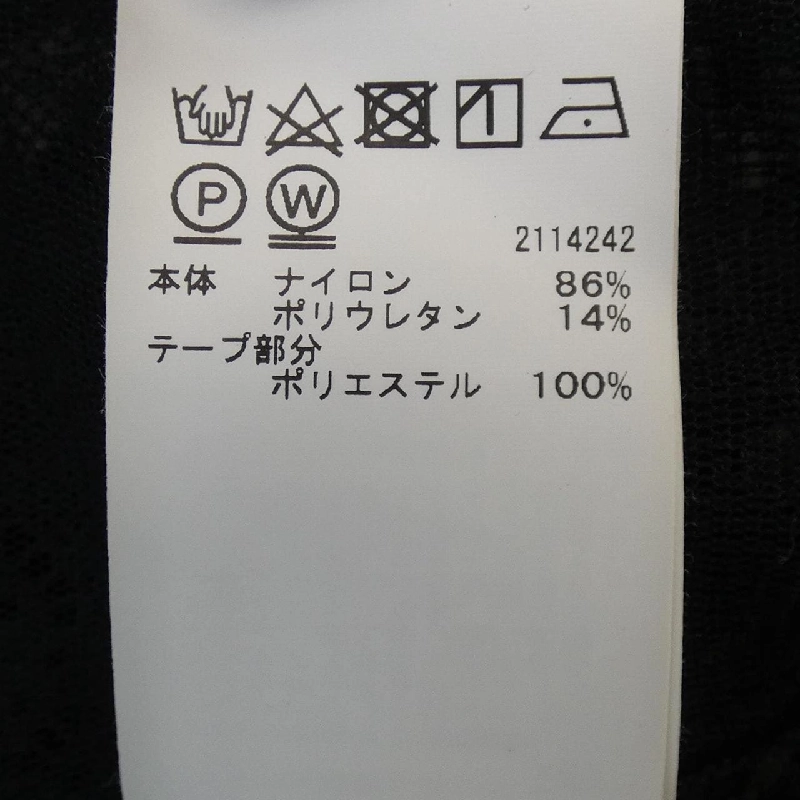 P W
2114242
本体 ナイロン 86%
ポリウレタン 14%
テープ部分
ポリエステル 100%